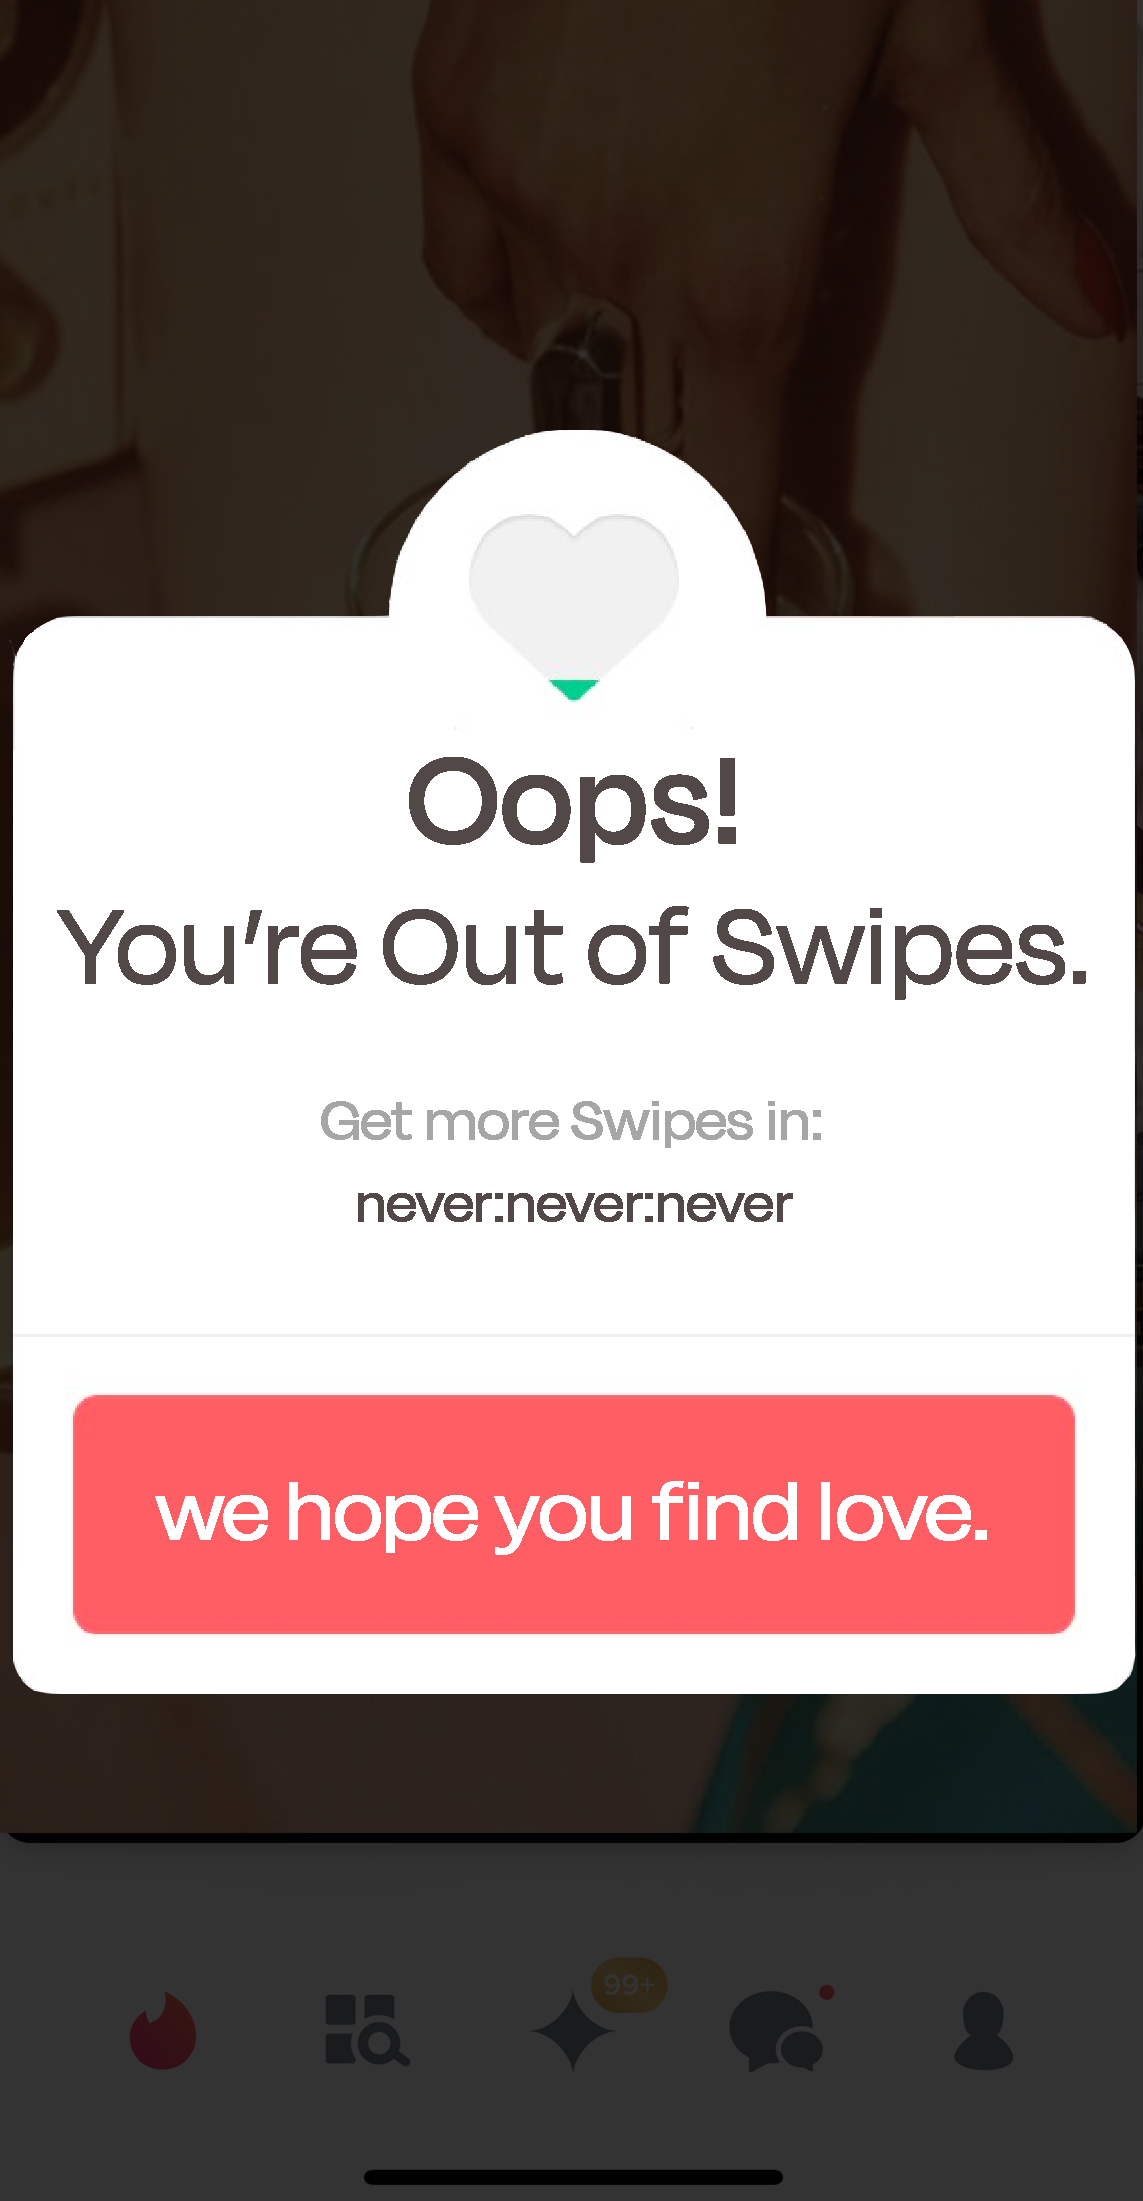 Oops!
You're Out of Swipes.
Get more Swipes in:
never:never:never
we hope you find love.
99+